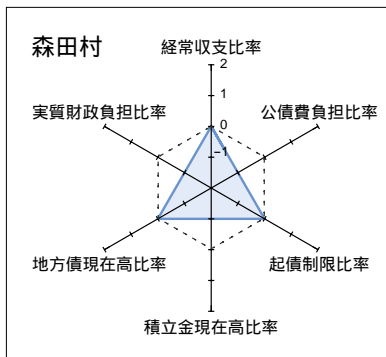 森田村
経常収支比率
2
1
0
−1
実質財政負担比率
公債費負担比率
地方債現在高比率
起債制限比率
積立金現在高比率